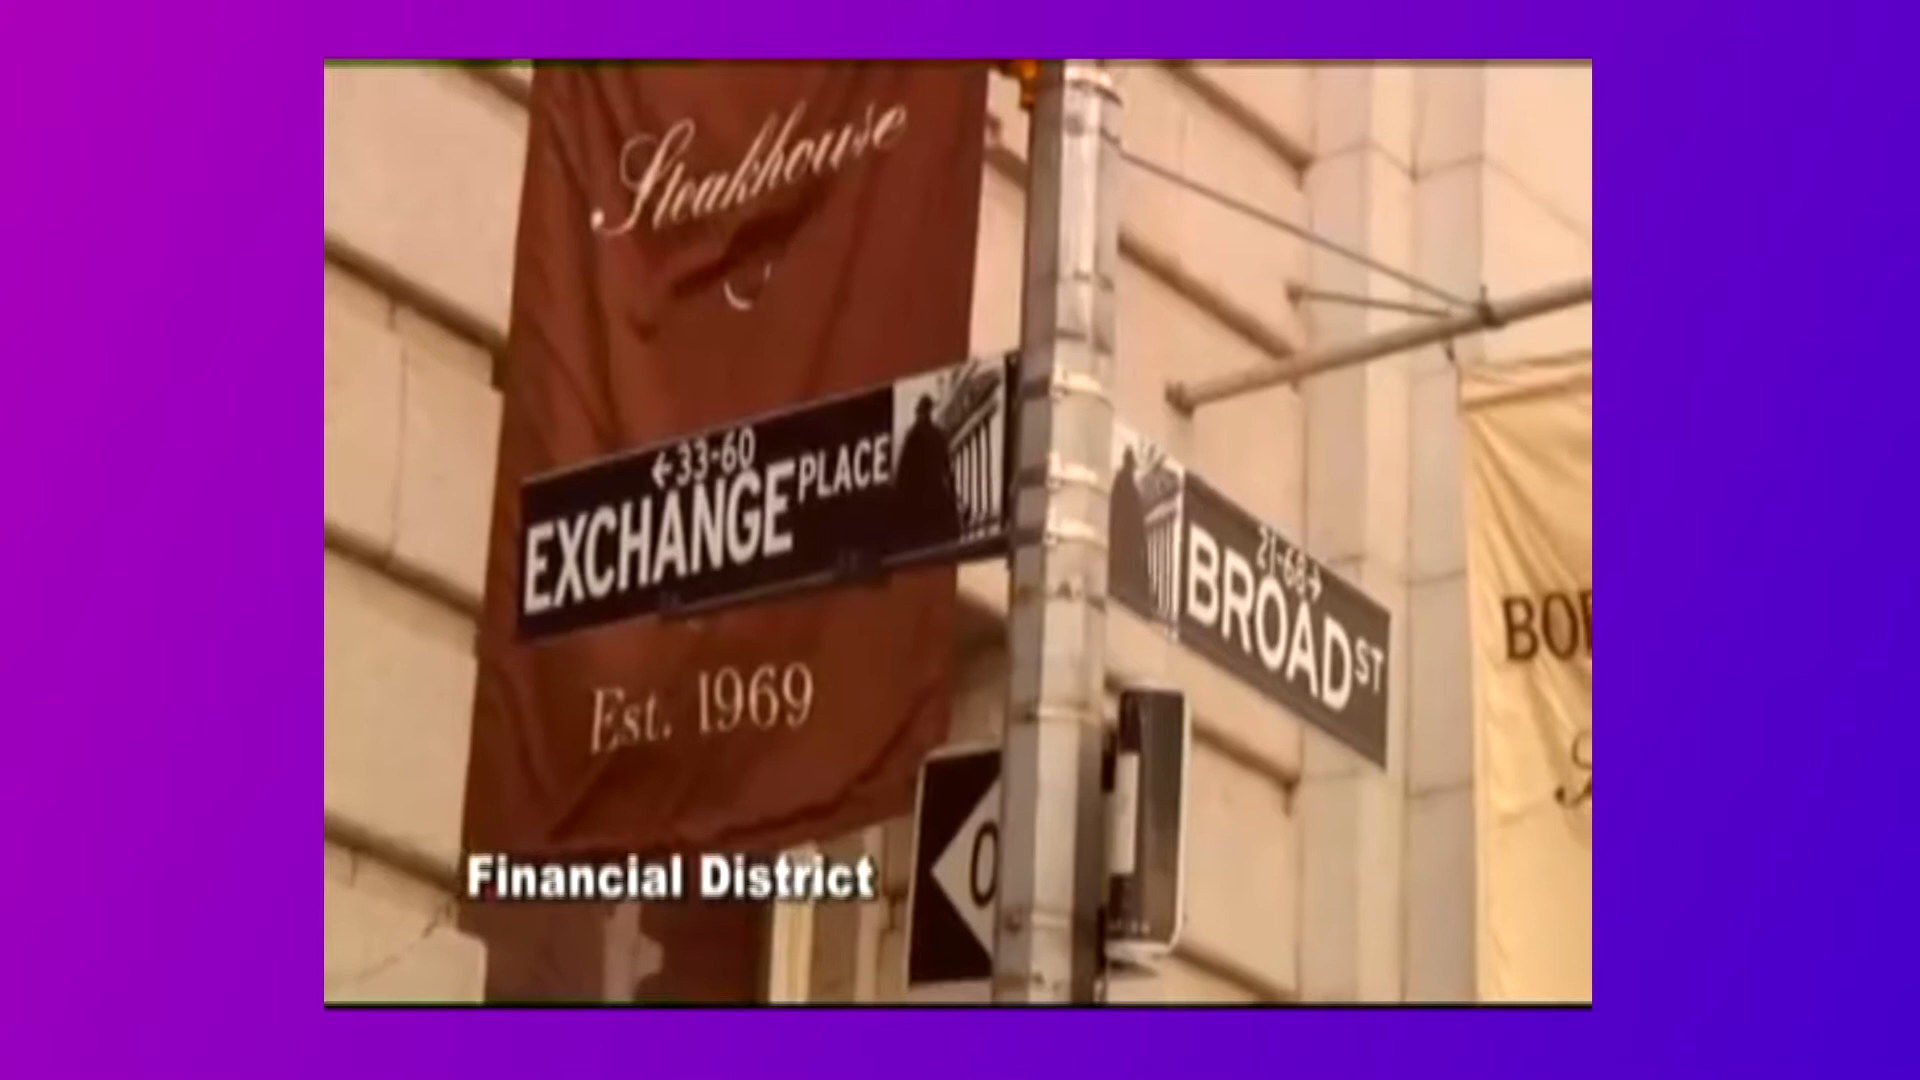 Steakhouse
←33-60
EXCHANGE PLACE
21-68→
BROAD ST
Est. 1969
Financial District